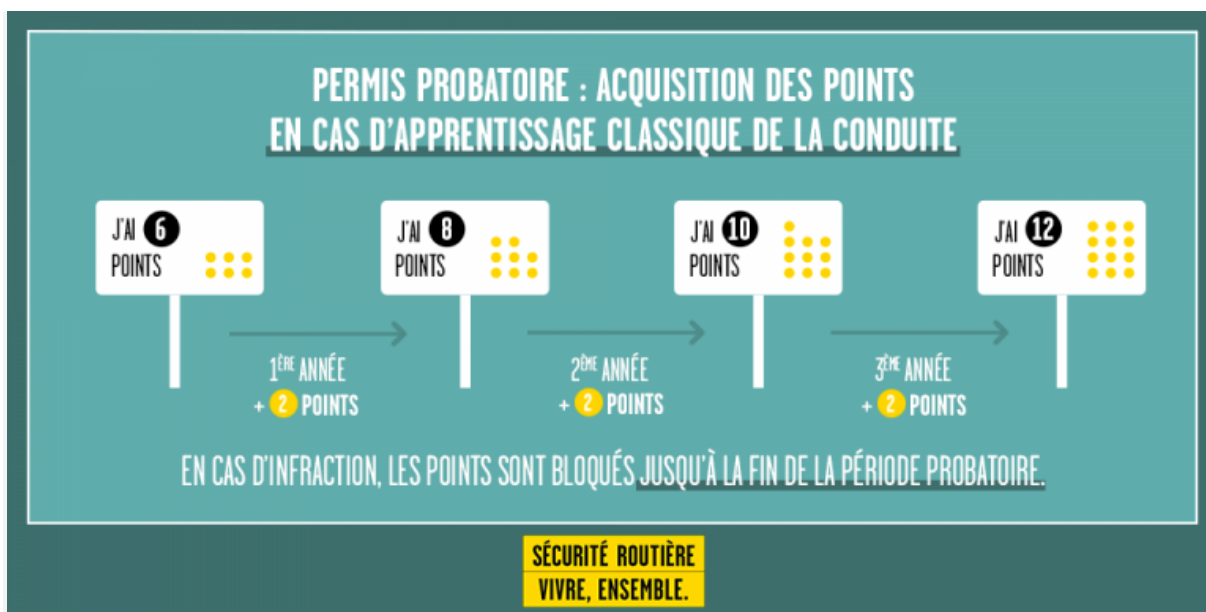 PERMIS PROBATOIRE : ACQUISITION DES POINTS
EN CAS D'APPRENTISSAGE CLASSIQUE DE LA CONDUITE
J'AI 6
POINTS
J'AI 8
POINTS
J'AI 10
POINTS
J'AI 12
POINTS
1ÈRE ANNÉE
+ 2 POINTS
2ÈME ANNÉE
+ 2 POINTS
3ÈME ANNÉE
+ 2 POINTS
EN CAS D'INFRACTION, LES POINTS SONT BLOQUÉS JUSQU'À LA FIN DE LA PÉRIODE PROBATOIRE.
SÉCURITÉ ROUTIÈRE
VIVRE, ENSEMBLE.